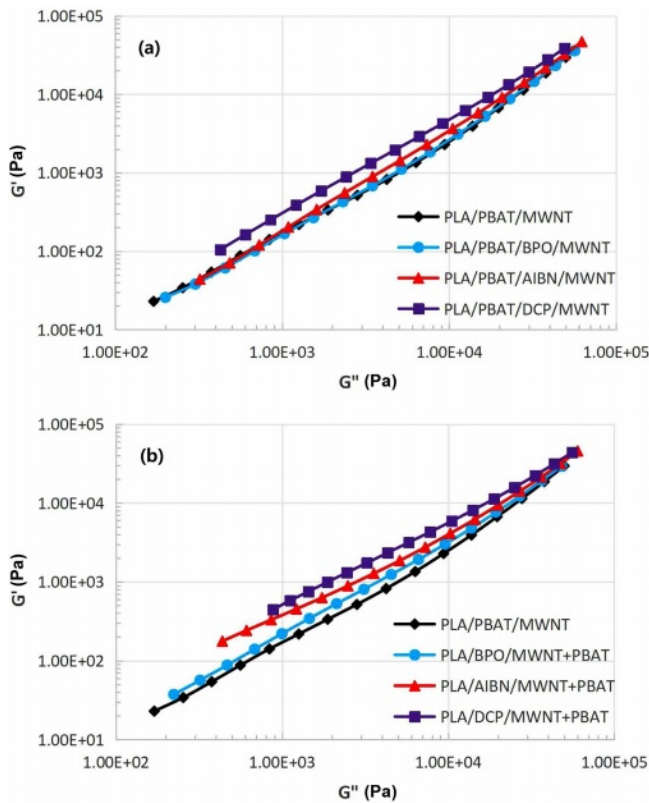 1.00E+05
(a)
1.00E+04
G' (Pa)
1.00E+03
PLA/PBAT/MWNT
PLA/PBAT/BPO/MWNT
1.00E+02
PLA/PBAT/AIBN/MWNT
PLA/PBAT/DCP/MWNT
1.00E+01
1.00E+02 1.00E+03 1.00E+04 1.00E+05
G" (Pa)
1.00E+05
(b)
1.00E+04
G' (Pa)
1.00E+03
PLA/PBAT/MWNT
PLA/BPO/MWNT+PBAT
1.00E+02
PLA/AIBN/MWNT+PBAT
PLA/DCP/MWNT+PBAT
1.00E+01
1.00E+02 1.00E+03 1.00E+04 1.00E+05
G" (Pa)